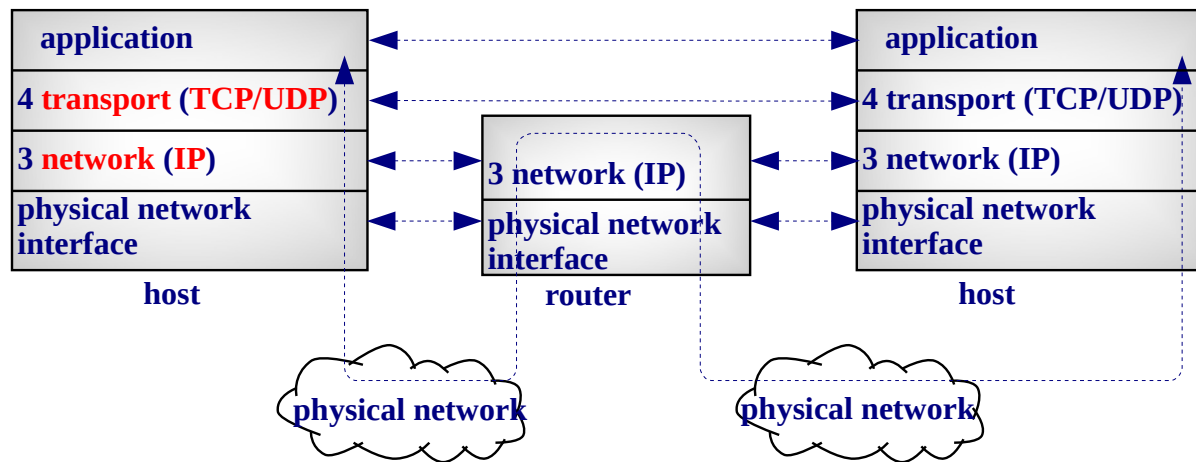 application
4 transport (TCP/UDP)
3 network (IP)
physical network
interface
host
3 network (IP)
physical network
interface
router
application
4 transport (TCP/UDP)
3 network (IP)
physical network
interface
host
physical network
physical network